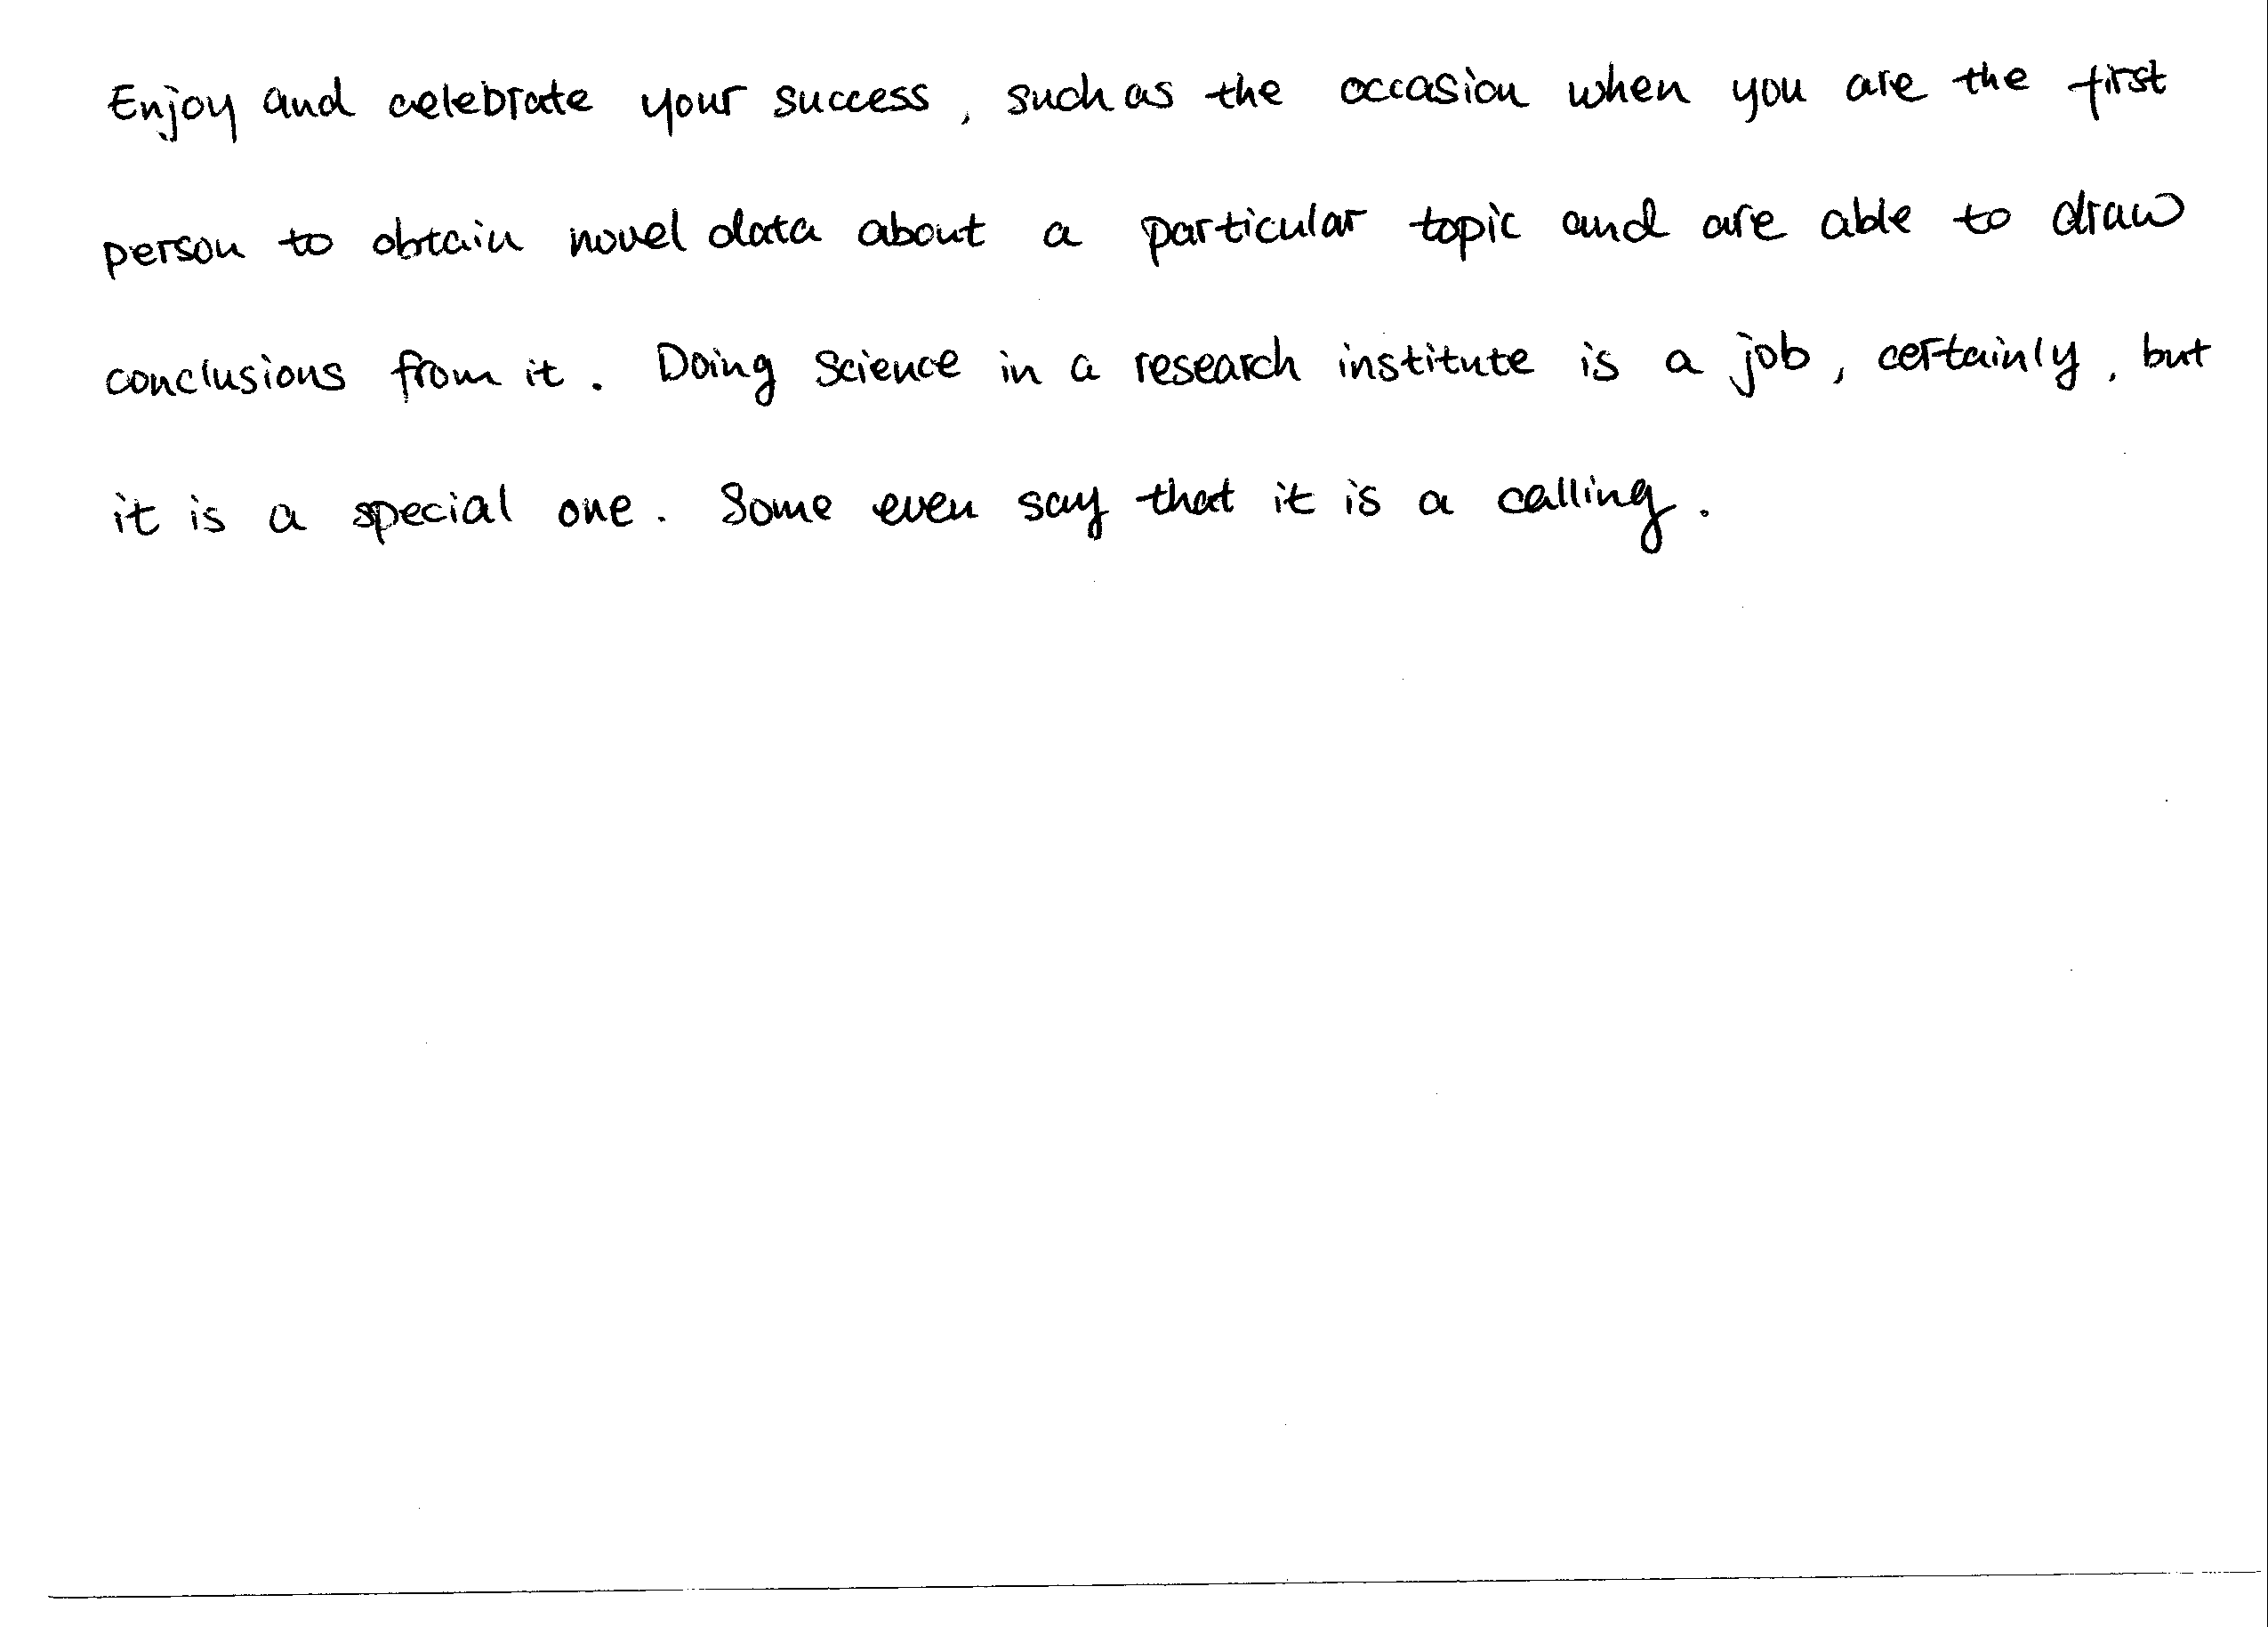 Enjoy and celebrate your success, such as the occasion when you are the first
person to obtain novel data about a particular topic and are able to draw
conclusions from it. Doing Science in a research institute is a job, certainly, but
it is a special one. Some even say that it is a calling.